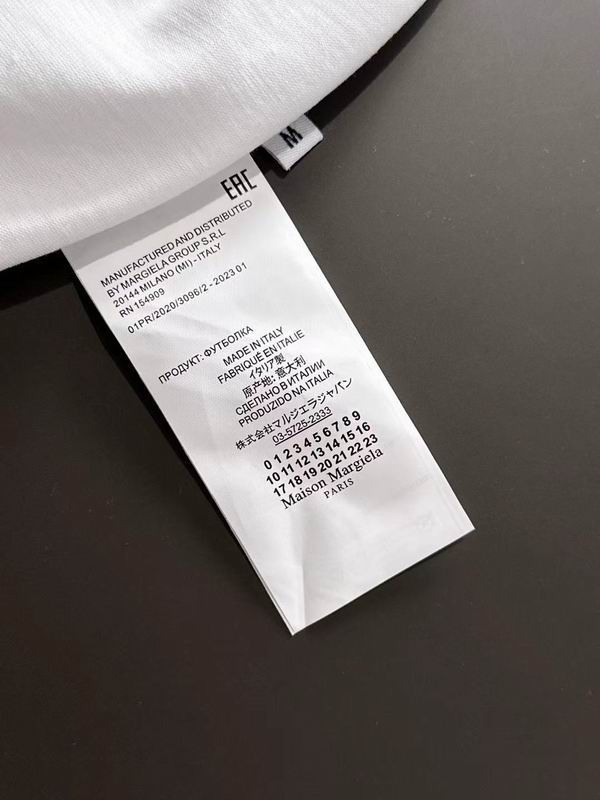 M
EAC
MANUFACTURED AND DISTRIBUTED
BY MARGIELA GROUP S.R.L
20144 MILANO (MI) - ITALY
RN 154909
01PR/2020/3096/2 - 2023 01
ПРОДУКТ: ФУТБОЛКА
MADE IN ITALY
FABRIQUÉ EN ITALIE
イタリア製
原产地: 意大利
СДЕЛАНО В ИТАЛИИ
PRODUZIDO NA ITALIA
株式会社マルジェラジャパン
03-5725-2333
0 1 2 3 4 5 6 7 8 9
10 11 12 13 14 15 16
17 18 19 20 21 22 23
Maison Margiela
PARIS